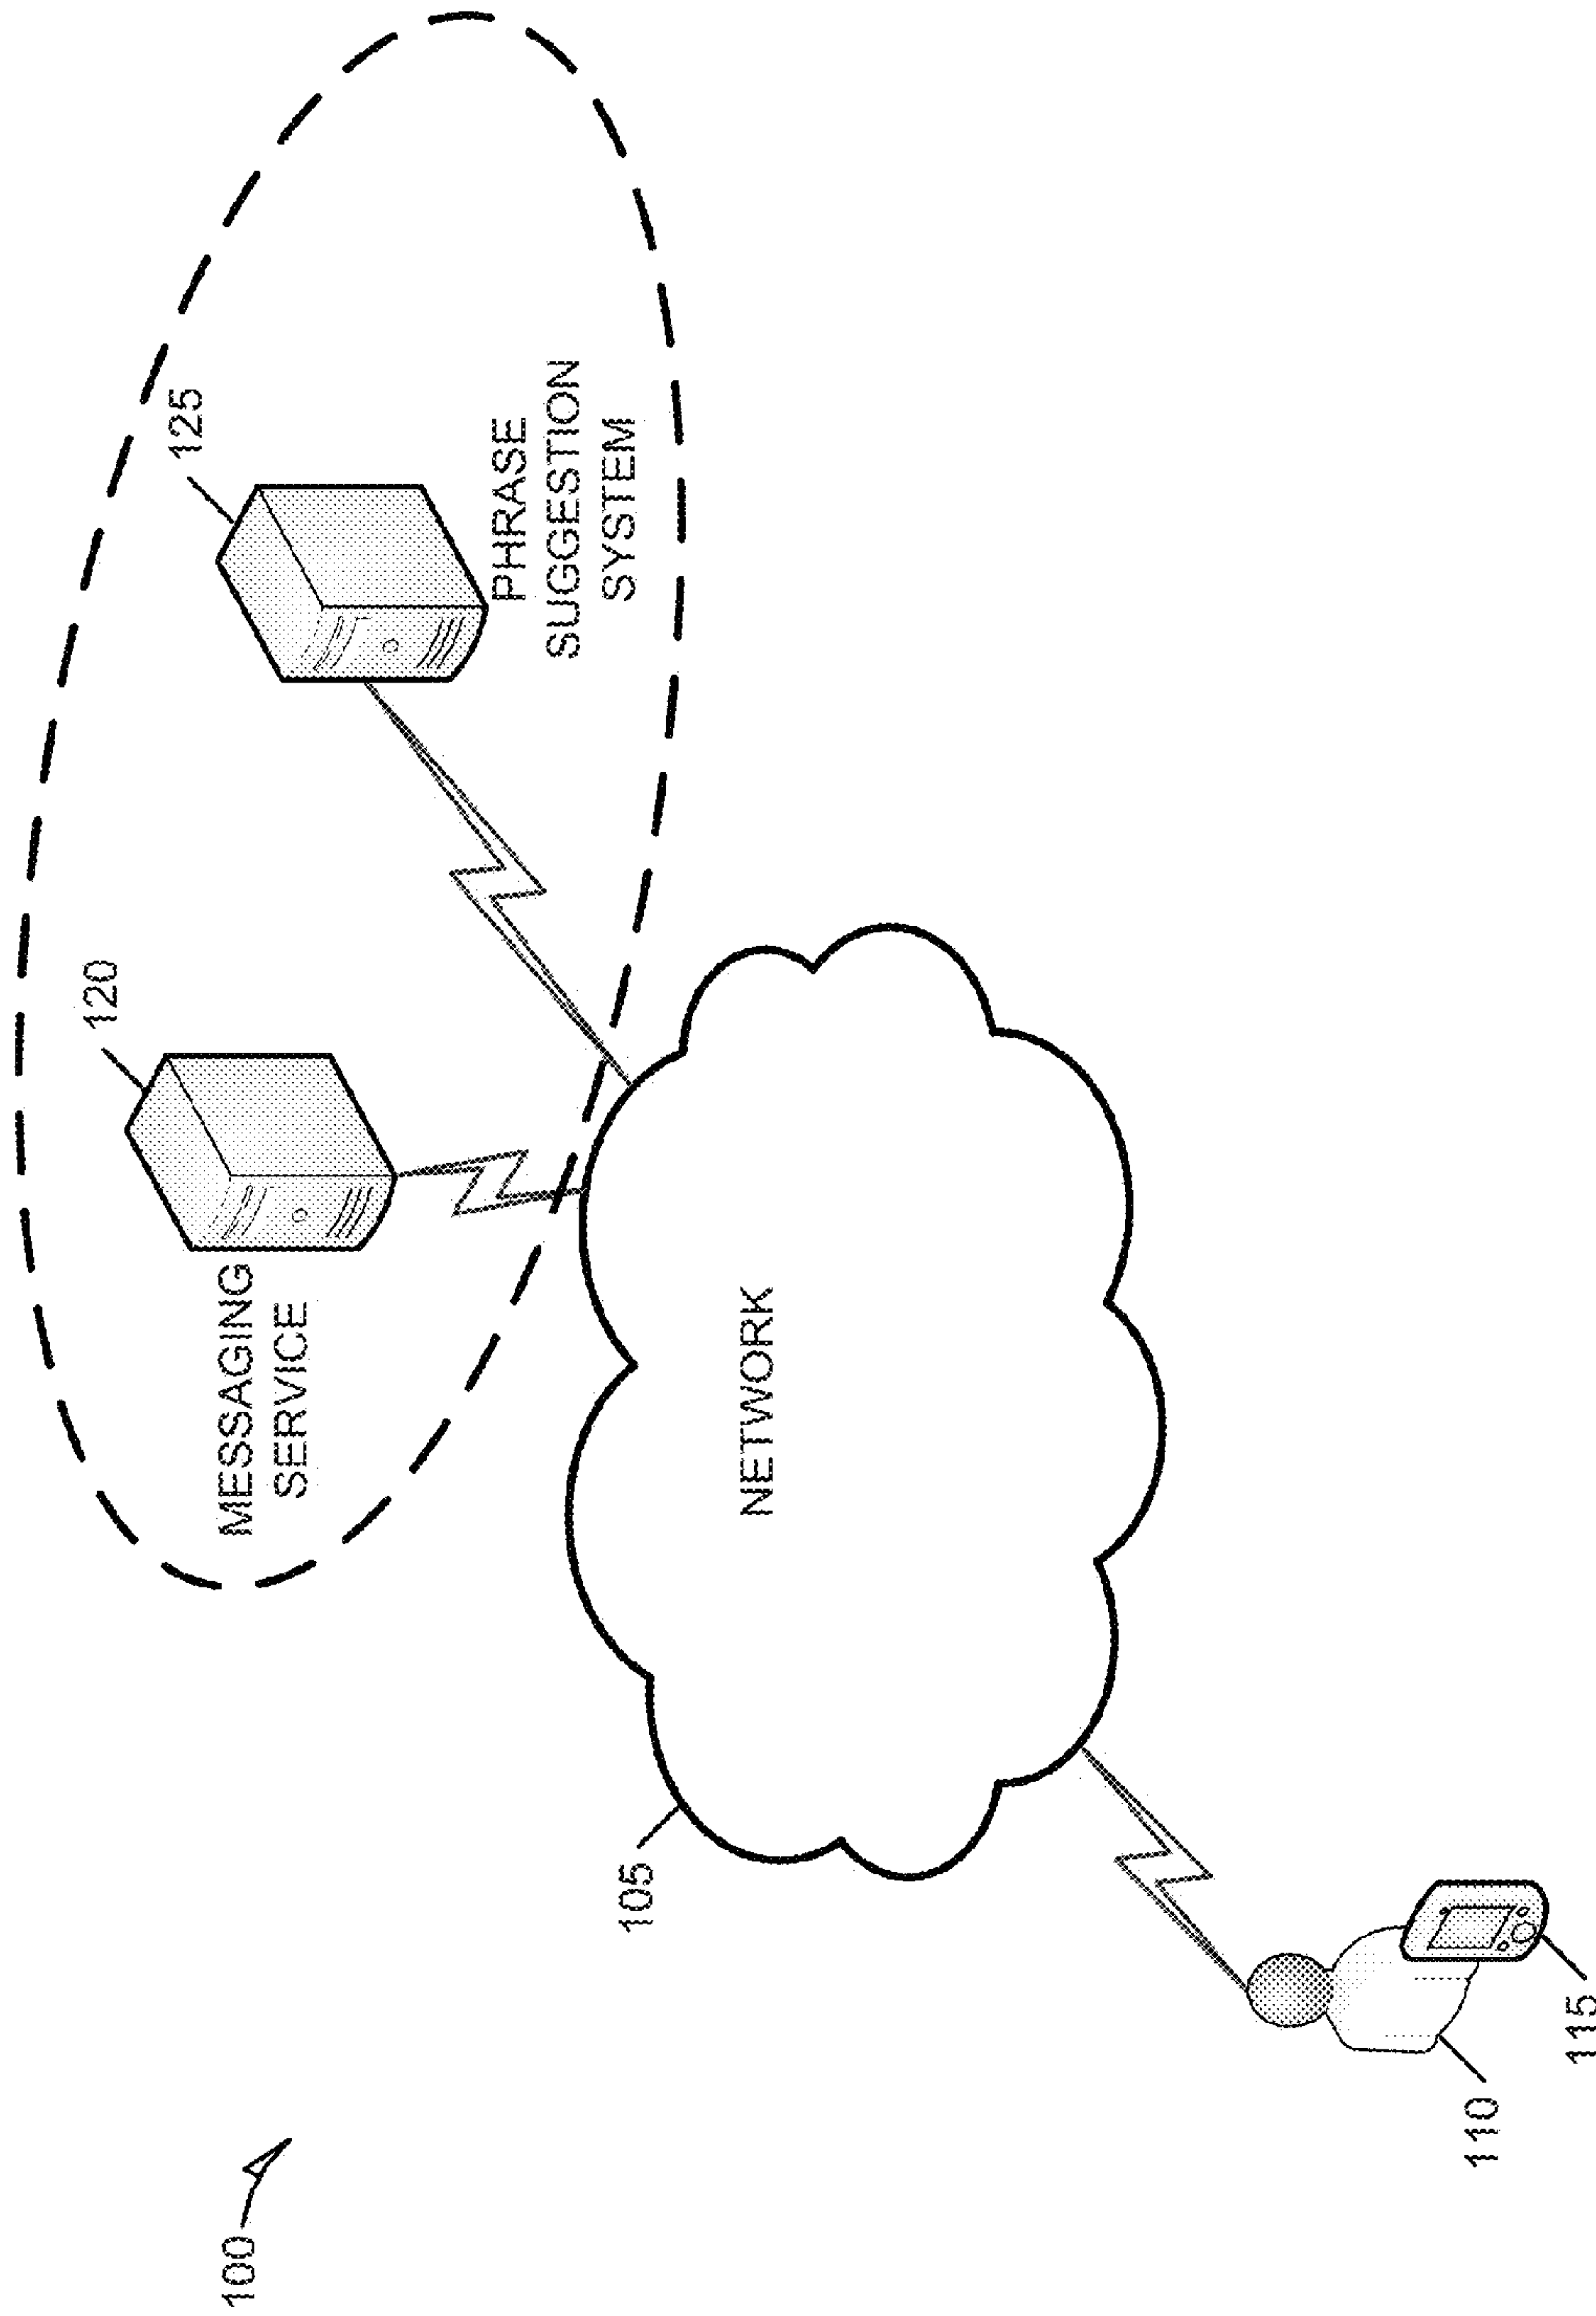 100
MESSAGING
SERVICE
120
125
PHRASE
SUGGESTION
SYSTEM
105
NETWORK
110
115